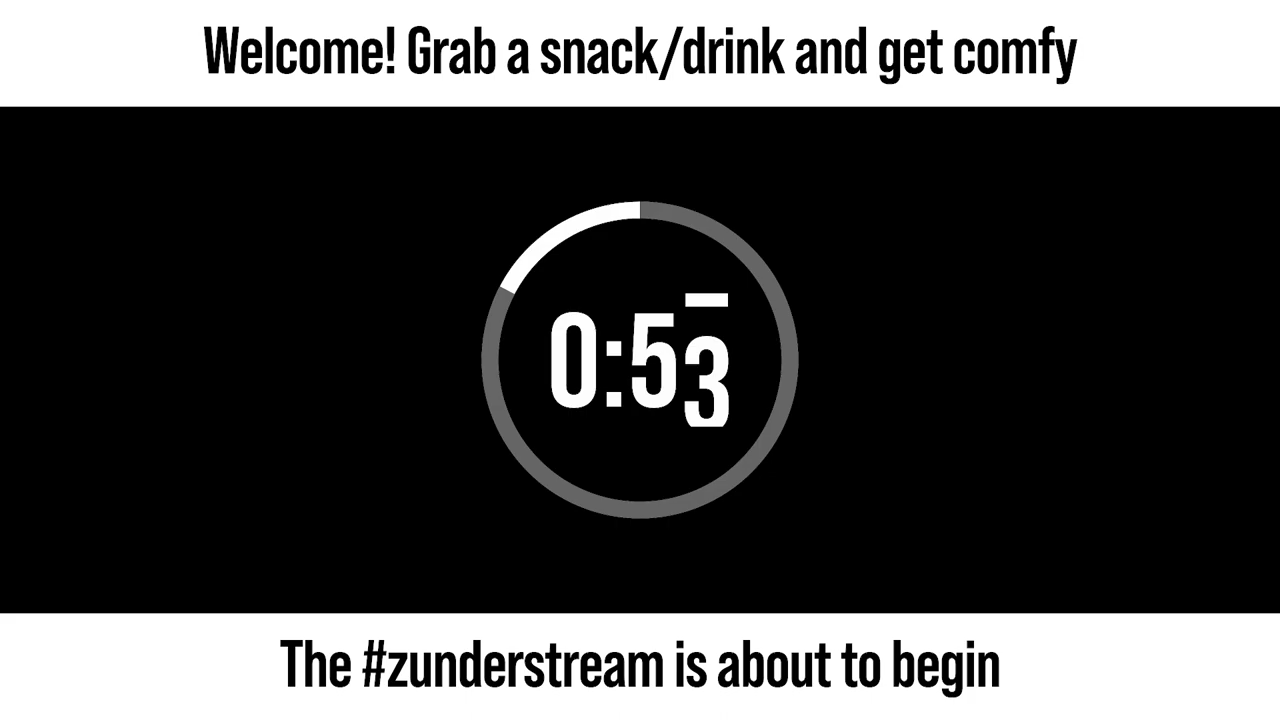 Welcome! Grab a snack/drink and get comfy
0:53
The #zunderstream is about to begin